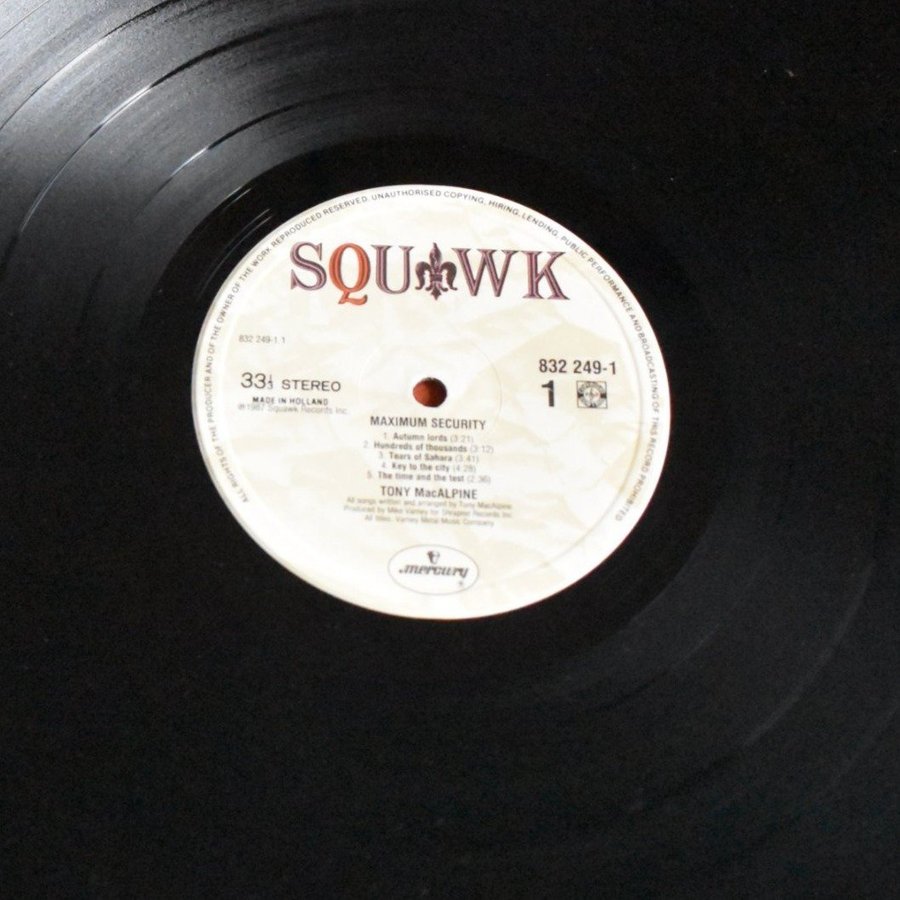 ALL RIGHTS OF THE PRODUCER AND OF THE OWNER OF THE WORK REPRODUCED RESERVED. UNAUTHORISED COPYING, HIRING, LENDING, PUBLIC PERFORMANCE AND BROADCASTING OF THIS RECORD PROHIBITED
SQUAWK
832 249-1 1
832 249-1
33⅓ STEREO
1
MADE IN HOLLAND
℗1987 Squawk Records Inc.
MAXIMUM SECURITY
1. Autumn lords (3:21)
2. Hundreds of thousands (3:12)
3. Tears of Sahara (3:41)
4. Key to the city (4:28)
5. The time and the test (2:36)
TONY MacALPINE
All songs written and arranged by Tony MacAlpine.
Produced by Mike Varney for Shrapnel Records Inc.
All titles: Varney Metal Music Company.
mercury